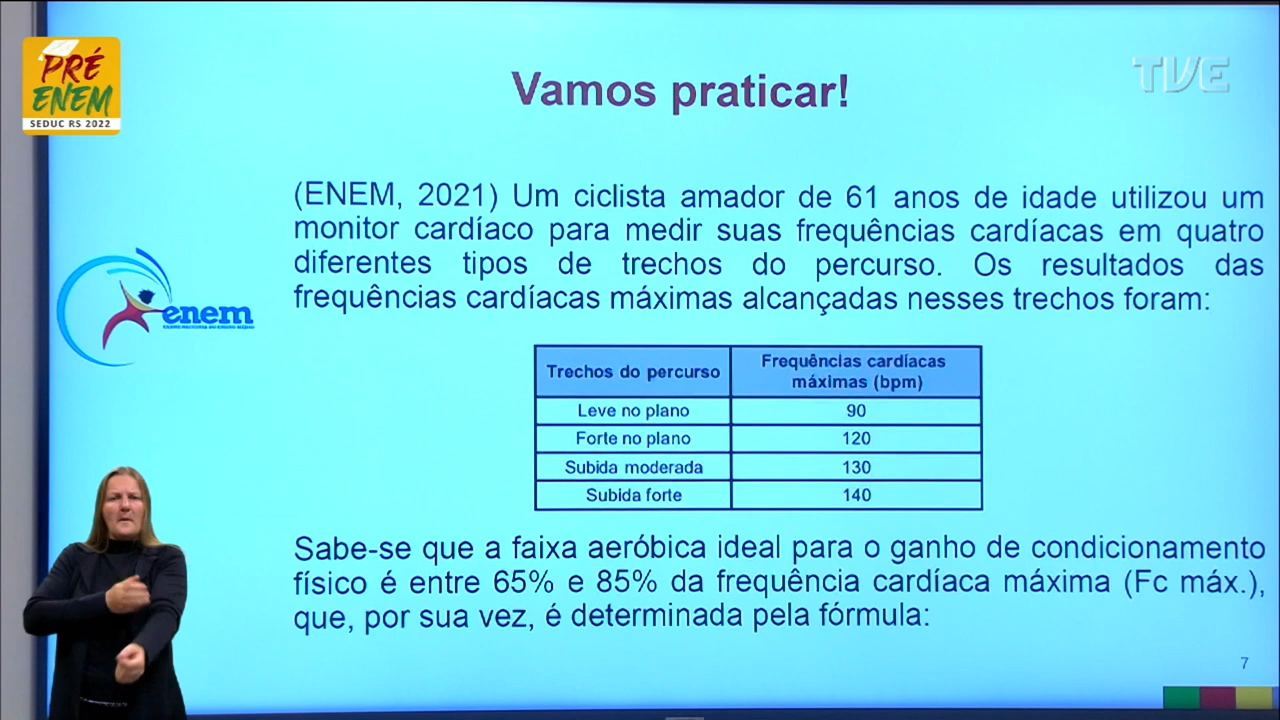 PRÉ
ENEM
SEDUC RS 2022
TVE
Vamos praticar!
(ENEM, 2021) Um ciclista amador de 61 anos de idade utilizou um
monitor cardíaco para medir suas frequências cardíacas em quatro
diferentes tipos de trechos do percurso. Os resultados das
frequências cardíacas máximas alcançadas nesses trechos foram:
enem
Trechos do percurso Frequências cardíacas máximas (bpm)
Leve no plano 90
Forte no plano 120
Subida moderada 130
Subida forte 140
Sabe-se que a faixa aeróbica ideal para o ganho de condicionamento
físico é entre 65% e 85% da frequência cardíaca máxima (Fc máx.),
que, por sua vez, é determinada pela fórmula:
7